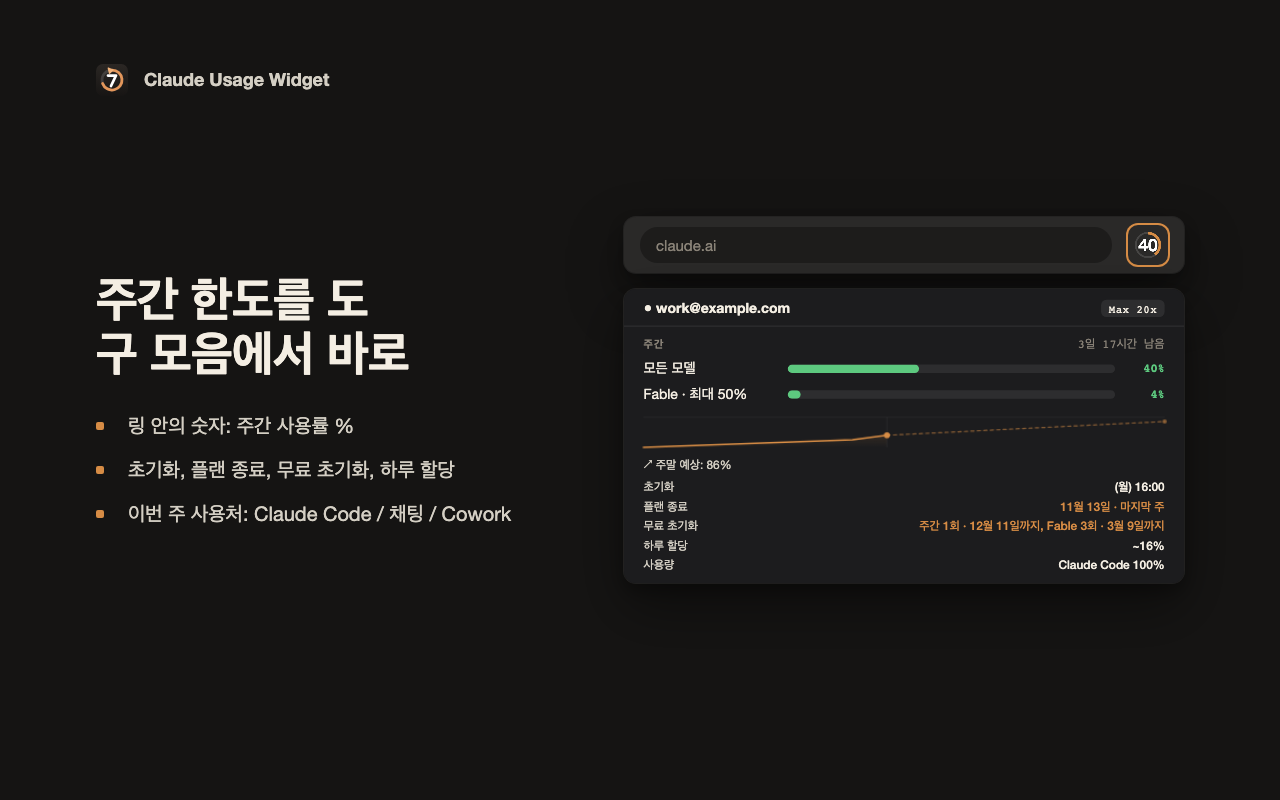 7
Claude Usage Widget
주간 한도를 도
구 모음에서 바로
링 안의 숫자: 주간 사용률 %
초기화, 플랜 종료, 무료 초기화, 하루 할당
이번 주 사용처: Claude Code / 채팅 / Cowork
claude.ai
40
work@example.com
Max 20x
주간
3일 17시간 남음
모든 모델
40%
Fable · 최대 50%
4%
↗ 주말 예상: 86%
초기화
(월) 16:00
플랜 종료
11월 13일 · 마지막 주
무료 초기화
주간 1회 · 12월 11일까지, Fable 3회 · 3월 9일까지
하루 할당
~16%
사용량
Claude Code 100%